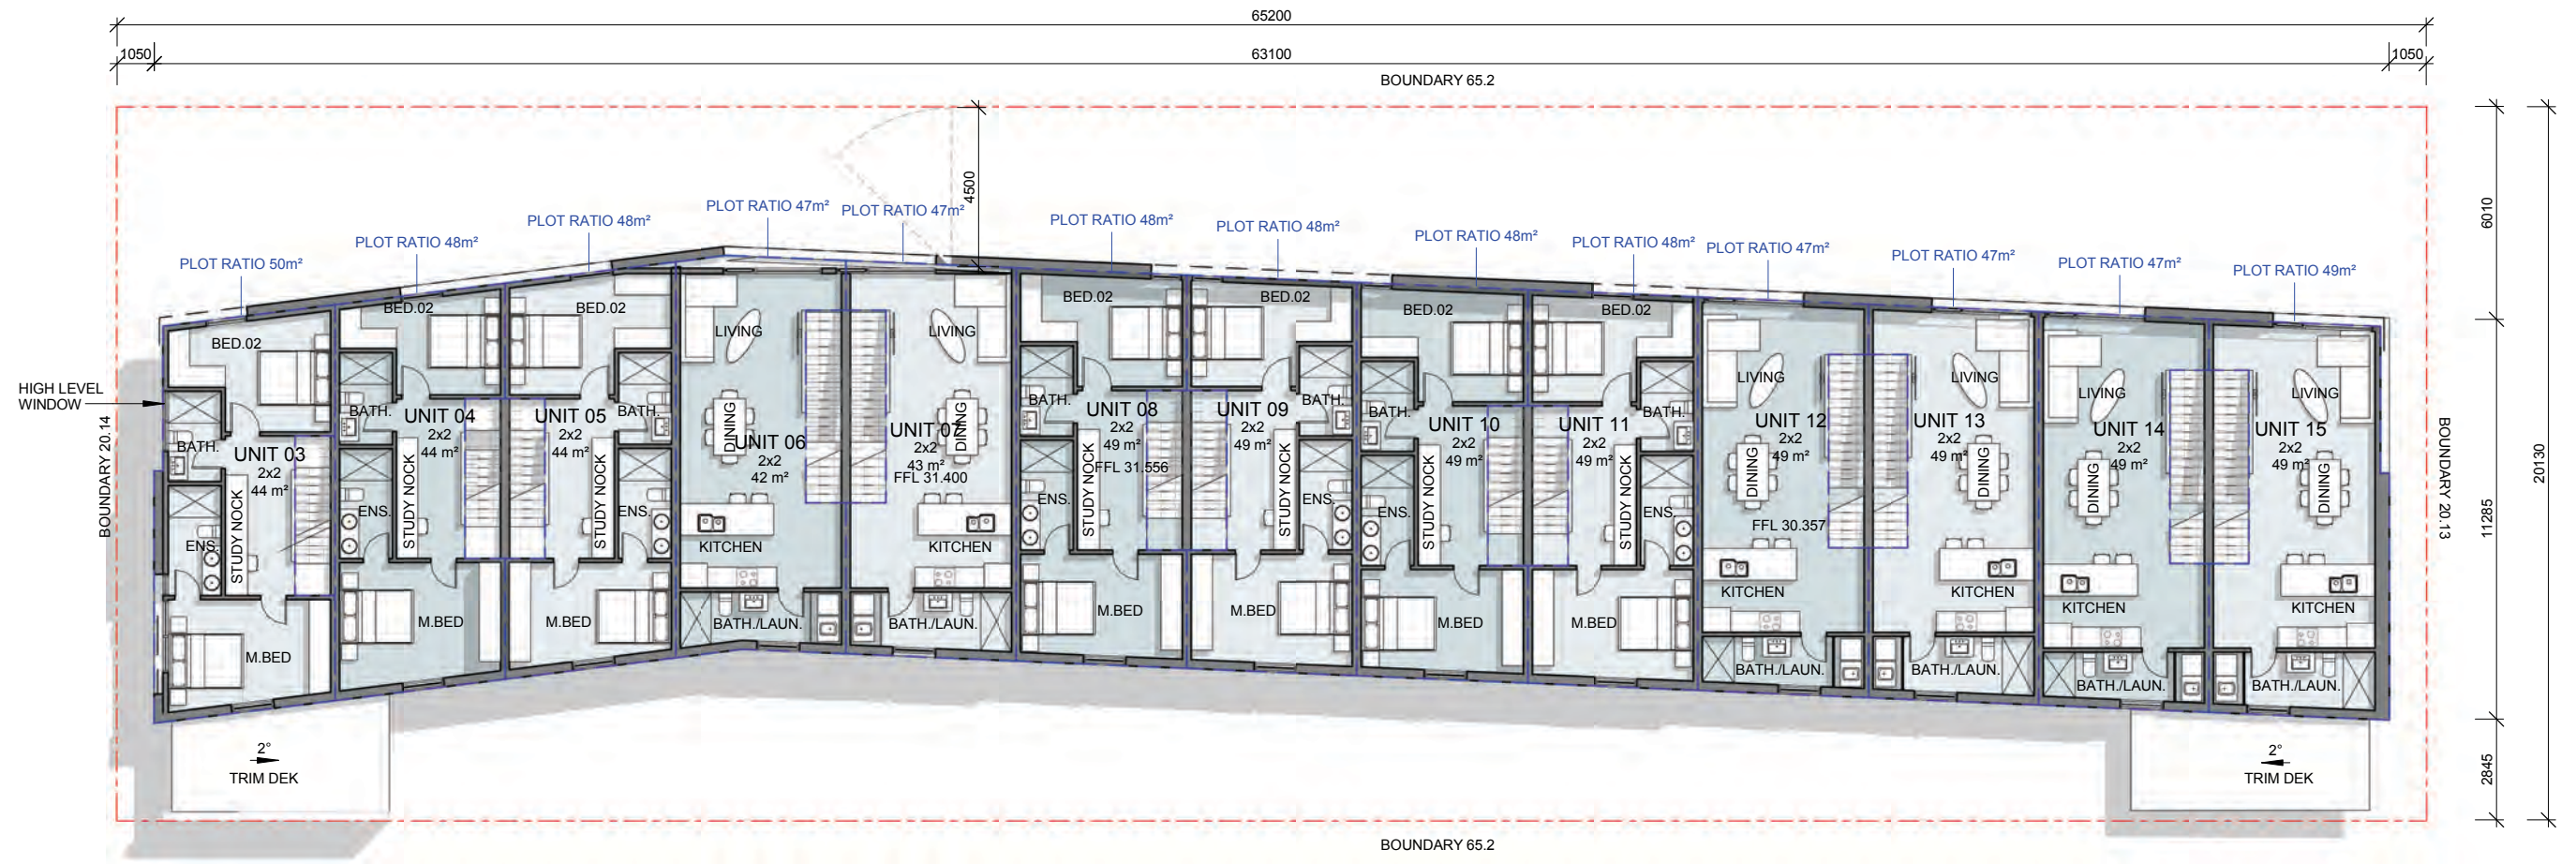 65200
1050
63100
1050
BOUNDARY 65.2
4500
6010
11285
2845
20130
PLOT RATIO 50m²
PLOT RATIO 48m²
PLOT RATIO 48m²
PLOT RATIO 47m²
PLOT RATIO 47m²
PLOT RATIO 48m²
PLOT RATIO 48m²
PLOT RATIO 48m²
PLOT RATIO 48m²
PLOT RATIO 47m²
PLOT RATIO 47m²
PLOT RATIO 47m²
PLOT RATIO 49m²
HIGH LEVEL
WINDOW
BOUNDARY 20.14
BED.02
BATH.
UNIT 03
2x2
44 m²
STUDY NOCK
ENS.
M.BED
BED.02
BATH.
UNIT 04
2x2
44 m²
STUDY NOCK
ENS.
M.BED
BED.02
BATH.
UNIT 05
2x2
44 m²
STUDY NOCK
ENS.
M.BED
LIVING
DINING
UNIT 06
2x2
42 m²
KITCHEN
BATH./LAUN.
LIVING
DINING
UNIT 07
2x2
43 m²
FFL 31.400
KITCHEN
BATH./LAUN.
BED.02
BATH.
UNIT 08
2x2
49 m²
FFL 31.556
STUDY NOCK
ENS.
M.BED
BED.02
BATH.
UNIT 09
2x2
49 m²
STUDY NOCK
ENS.
M.BED
BED.02
BATH.
UNIT 10
2x2
49 m²
STUDY NOCK
ENS.
M.BED
BED.02
BATH.
UNIT 11
2x2
49 m²
STUDY NOCK
ENS.
M.BED
LIVING
UNIT 12
2x2
49 m²
DINING
FFL 30.357
KITCHEN
BATH./LAUN.
LIVING
UNIT 13
2x2
49 m²
DINING
KITCHEN
BATH./LAUN.
LIVING
UNIT 14
2x2
49 m²
DINING
KITCHEN
BATH./LAUN.
LIVING
UNIT 15
2x2
49 m²
DINING
KITCHEN
BATH./LAUN.
BOUNDARY 20.13
2°
TRIM DEK
2°
TRIM DEK
BOUNDARY 65.2